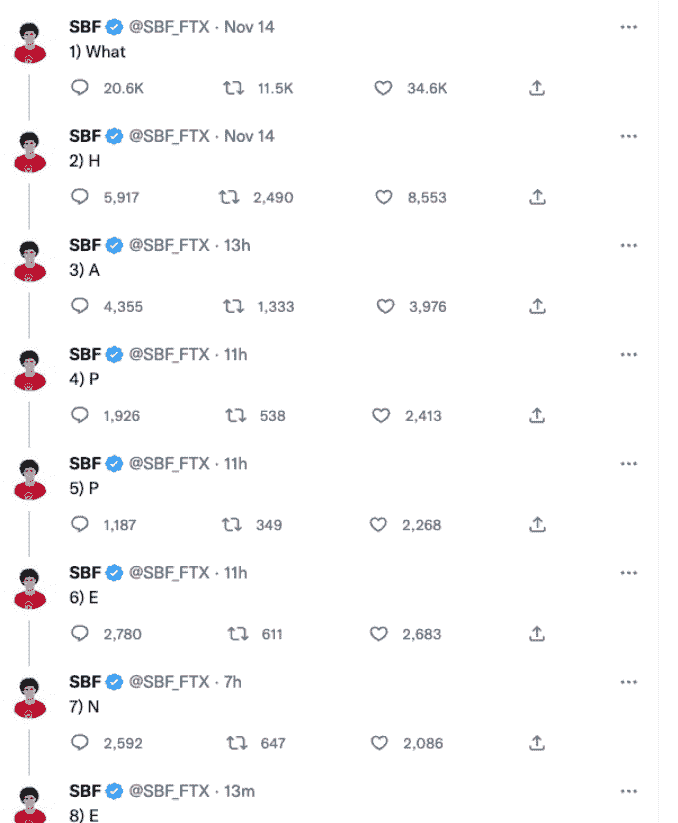 SBF @SBF_FTX · Nov 14
1) What
20.6K 11.5K 34.6K
SBF @SBF_FTX · Nov 14
2) H
5,917 2,490 8,553
SBF @SBF_FTX · 13h
3) A
4,355 1,333 3,976
SBF @SBF_FTX · 11h
4) P
1,926 538 2,413
SBF @SBF_FTX · 11h
5) P
1,187 349 2,268
SBF @SBF_FTX · 11h
6) E
2,780 611 2,683
SBF @SBF_FTX · 7h
7) N
2,592 647 2,086
SBF @SBF_FTX · 13m
8) E